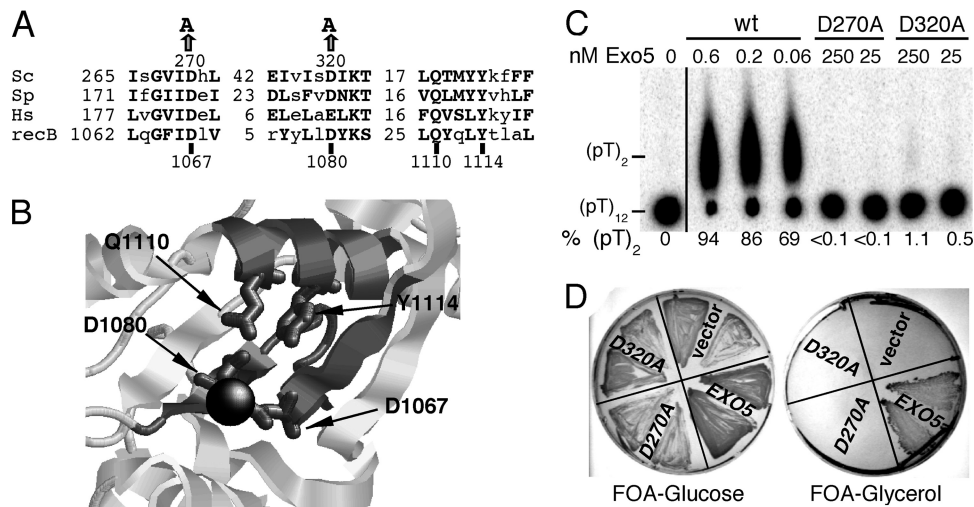 A
A A
270 320
Sc 265 IsGVIDhL 42 EIvIsDIKT 17 LQTMYYkfFF
Sp 171 IfGIIDeI 23 DLsFvDNKT 16 VQLMYYvhLF
Hs 177 LvGVIDeL 6 ELeLaELKT 16 FQVSLYkyIF
recB 1062 LqGFIDlV 5 rYyLlDYKS 25 LQYqLYtlaL
1067 1080 1110 1114
B
Q1110
Y1114
D1080
D1067
C
wt D270A D320A
nM Exo5 0 0.6 0.2 0.06 250 25 250 25
(pT)2
(pT)12
% (pT)2 0 94 86 69 <0.1 <0.1 1.1 0.5
D
vector
D320A
EXO5
D270A
FOA-Glucose
vector
D320A
EXO5
D270A
FOA-Glycerol